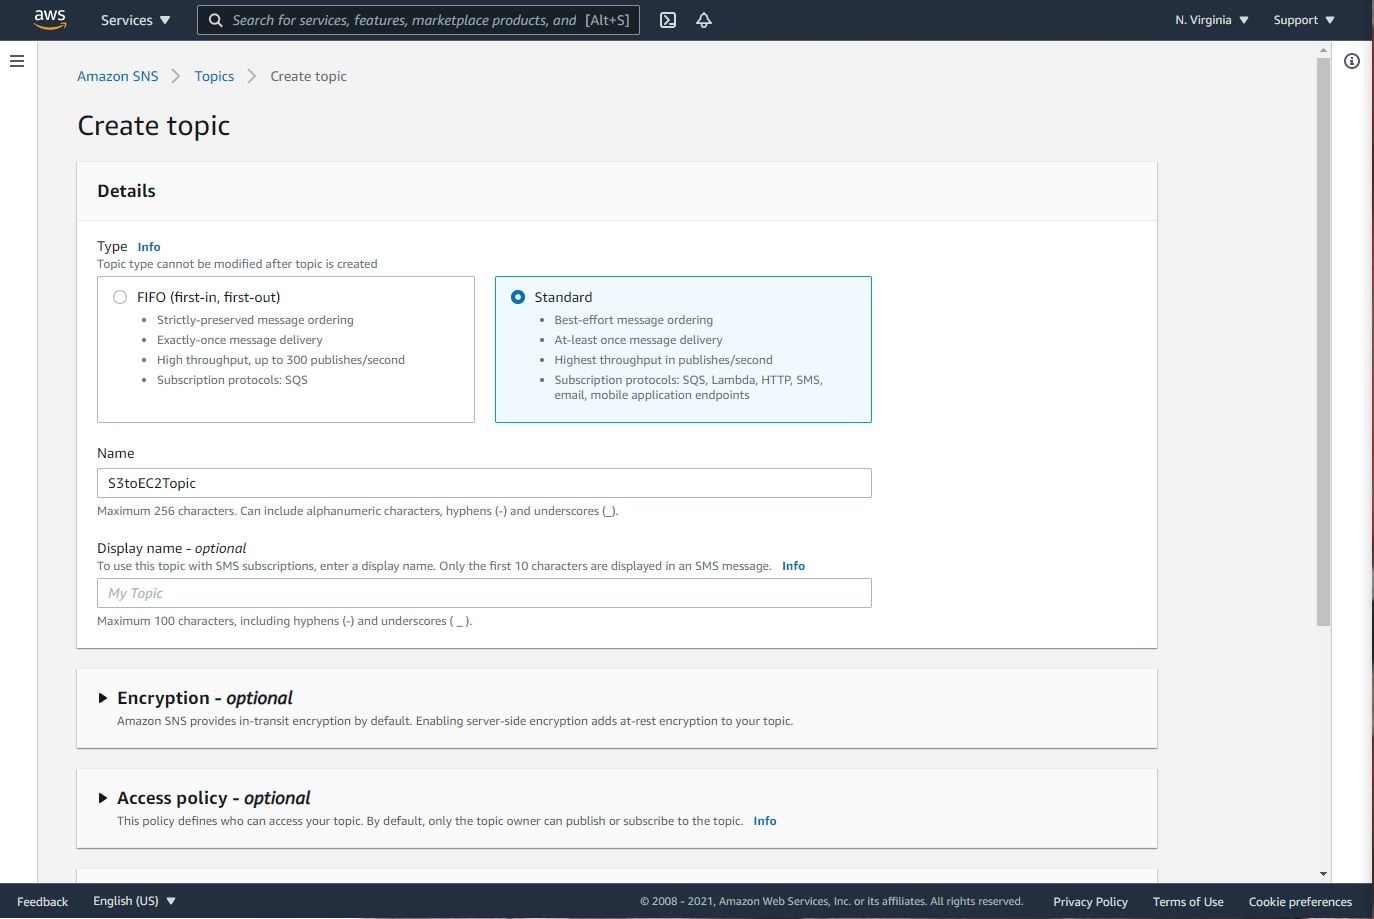 aws Services Search for services, features, marketplace products, and [Alt+S] N. Virginia Support
Amazon SNS Topics Create topic
Create topic
Details
Type Info
Topic type cannot be modified after topic is created
FIFO (first-in, first-out)
• Strictly-preserved message ordering
• Exactly-once message delivery
• High throughput, up to 300 publishes/second
• Subscription protocols: SQS
Standard
• Best-effort message ordering
• At-least once message delivery
• Highest throughput in publishes/second
• Subscription protocols: SQS, Lambda, HTTP, SMS,
email, mobile application endpoints
Name
S3toEC2Topic
Maximum 256 characters. Can include alphanumeric characters, hyphens (-) and underscores (_).
Display name - optional
To use this topic with SMS subscriptions, enter a display name. Only the first 10 characters are displayed in an SMS message. Info
My Topic
Maximum 100 characters, including hyphens (-) and underscores ( _ ).
Encryption - optional
Amazon SNS provides in-transit encryption by default. Enabling server-side encryption adds at-rest encryption to your topic.
Access policy - optional
This policy defines who can access your topic. By default, only the topic owner can publish or subscribe to the topic. Info
Feedback English (US) © 2008 - 2021, Amazon Web Services, Inc. or its affiliates. All rights reserved. Privacy Policy Terms of Use Cookie preferences